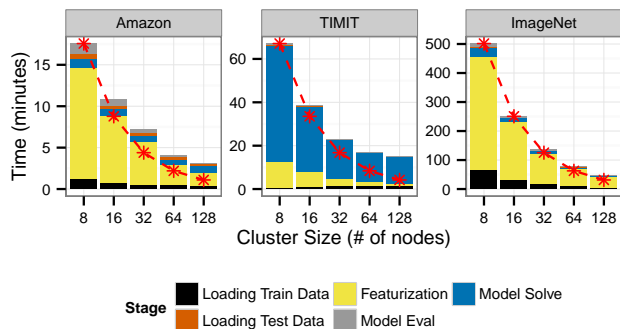 Amazon TIMIT ImageNet
Time (minutes)
15
10
5
0
60
40
20
0
500
400
300
200
100
0
8 16 32 64 128 8 16 32 64 128 8 16 32 64 128
Cluster Size (# of nodes)
Stage
Loading Train Data Featurization Model Solve
Loading Test Data Model Eval